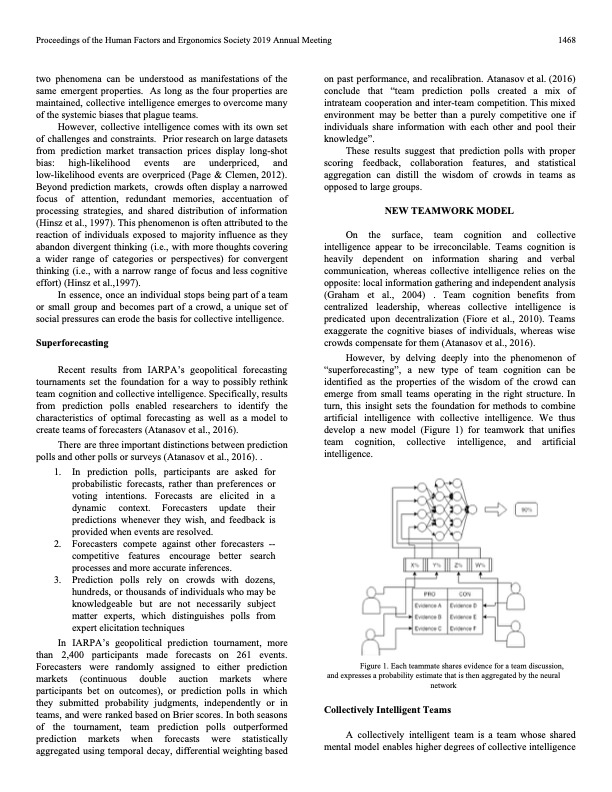 Proceedings of the Human Factors and Ergonomics Society 2019 Annual Meeting
1468
two phenomena can be understood as manifestations of the
same emergent properties. As long as the four properties are
maintained, collective intelligence emerges to overcome many
of the systemic biases that plague teams.
However, collective intelligence comes with its own set
of challenges and constraints. Prior research on large datasets
from prediction market transaction prices display long-shot
bias: high-likelihood events are underpriced, and
low-likelihood events are overpriced (Page & Clemen, 2012).
Beyond prediction markets, crowds often display a narrowed
focus of attention, redundant memories, accentuation of
processing strategies, and shared distribution of information
(Hinsz et al., 1997). This phenomenon is often attributed to the
reaction of individuals exposed to majority influence as they
abandon divergent thinking (i.e., with more thoughts covering
a wider range of categories or perspectives) for convergent
thinking (i.e., with a narrow range of focus and less cognitive
effort) (Hinsz et al.,1997).
In essence, once an individual stops being part of a team
or small group and becomes part of a crowd, a unique set of
social pressures can erode the basis for collective intelligence.
Superforecasting
Recent results from IARPA's geopolitical forecasting
tournaments set the foundation for a way to possibly rethink
team cognition and collective intelligence. Specifically, results
from prediction polls enabled researchers to identify the
characteristics of optimal forecasting as well as a model to
create teams of forecasters (Atanasov et al., 2016).
There are three important distinctions between prediction
polls and other polls or surveys (Atanasov et al., 2016). .
1. In prediction polls, participants are asked for
probabilistic forecasts, rather than preferences or
voting intentions. Forecasts are elicited in a
dynamic context. Forecasters update their
predictions whenever they wish, and feedback is
provided when events are resolved.
2. Forecasters compete against other forecasters --
competitive features encourage better search
processes and more accurate inferences.
3. Prediction polls rely on crowds with dozens,
hundreds, or thousands of individuals who may be
knowledgeable but are not necessarily subject
matter experts, which distinguishes polls from
expert elicitation techniques
In IARPA's geopolitical prediction tournament, more
than 2,400 participants made forecasts on 261 events.
Forecasters were randomly assigned to either prediction
markets (continuous double auction markets where
participants bet on outcomes), or prediction polls in which
they submitted probability judgments, independently or in
teams, and were ranked based on Brier scores. In both seasons
of the tournament, team prediction polls outperformed
prediction markets when forecasts were statistically
aggregated using temporal decay, differential weighting based
on past performance, and recalibration. Atanasov et al. (2016)
conclude that “team prediction polls created a mix of
intrateam cooperation and inter-team competition. This mixed
environment may be better than a purely competitive one if
individuals share information with each other and pool their
knowledge”.
These results suggest that prediction polls with proper
scoring feedback, collaboration features, and statistical
aggregation can distill the wisdom of crowds in teams as
opposed to large groups.
NEW TEAMWORK MODEL
On the surface, team cognition and collective
intelligence appear to be irreconcilable. Teams cognition is
heavily dependent on information sharing and verbal
communication, whereas collective intelligence relies on the
opposite: local information gathering and independent analysis
(Graham et al., 2004) . Team cognition benefits from
centralized leadership, whereas collective intelligence is
predicated upon decentralization (Fiore et al., 2010). Teams
exaggerate the cognitive biases of individuals, whereas wise
crowds compensate for them (Atanasov et al., 2016).
However, by delving deeply into the phenomenon of
“superforecasting”, a new type of team cognition can be
identified as the properties of the wisdom of the crowd can
emerge from small teams operating in the right structure. In
turn, this insight sets the foundation for methods to combine
artificial intelligence with collective intelligence. We thus
develop a new model (Figure 1) for teamwork that unifies
team cognition, collective intelligence, and artificial
intelligence.
90%
X% Y% Z% W%
PRO CON
Evidence A Evidence D
Evidence B Evidence E
Evidence C Evidence F
Figure 1. Each teammate shares evidence for a team discussion,
and expresses a probability estimate that is then aggregated by the neural
network
Collectively Intelligent Teams
A collectively intelligent team is a team whose shared
mental model enables higher degrees of collective intelligence